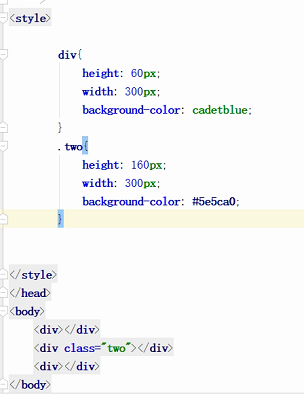 <style>
div{
height: 60px;
width: 300px;
background-color: cadetblue;
}
.two{
height: 160px;
width: 300px;
background-color: #5e5ca0;
}
</style>
</head>
<body>
<div></div>
<div class="two"></div>
<div></div>
</body>